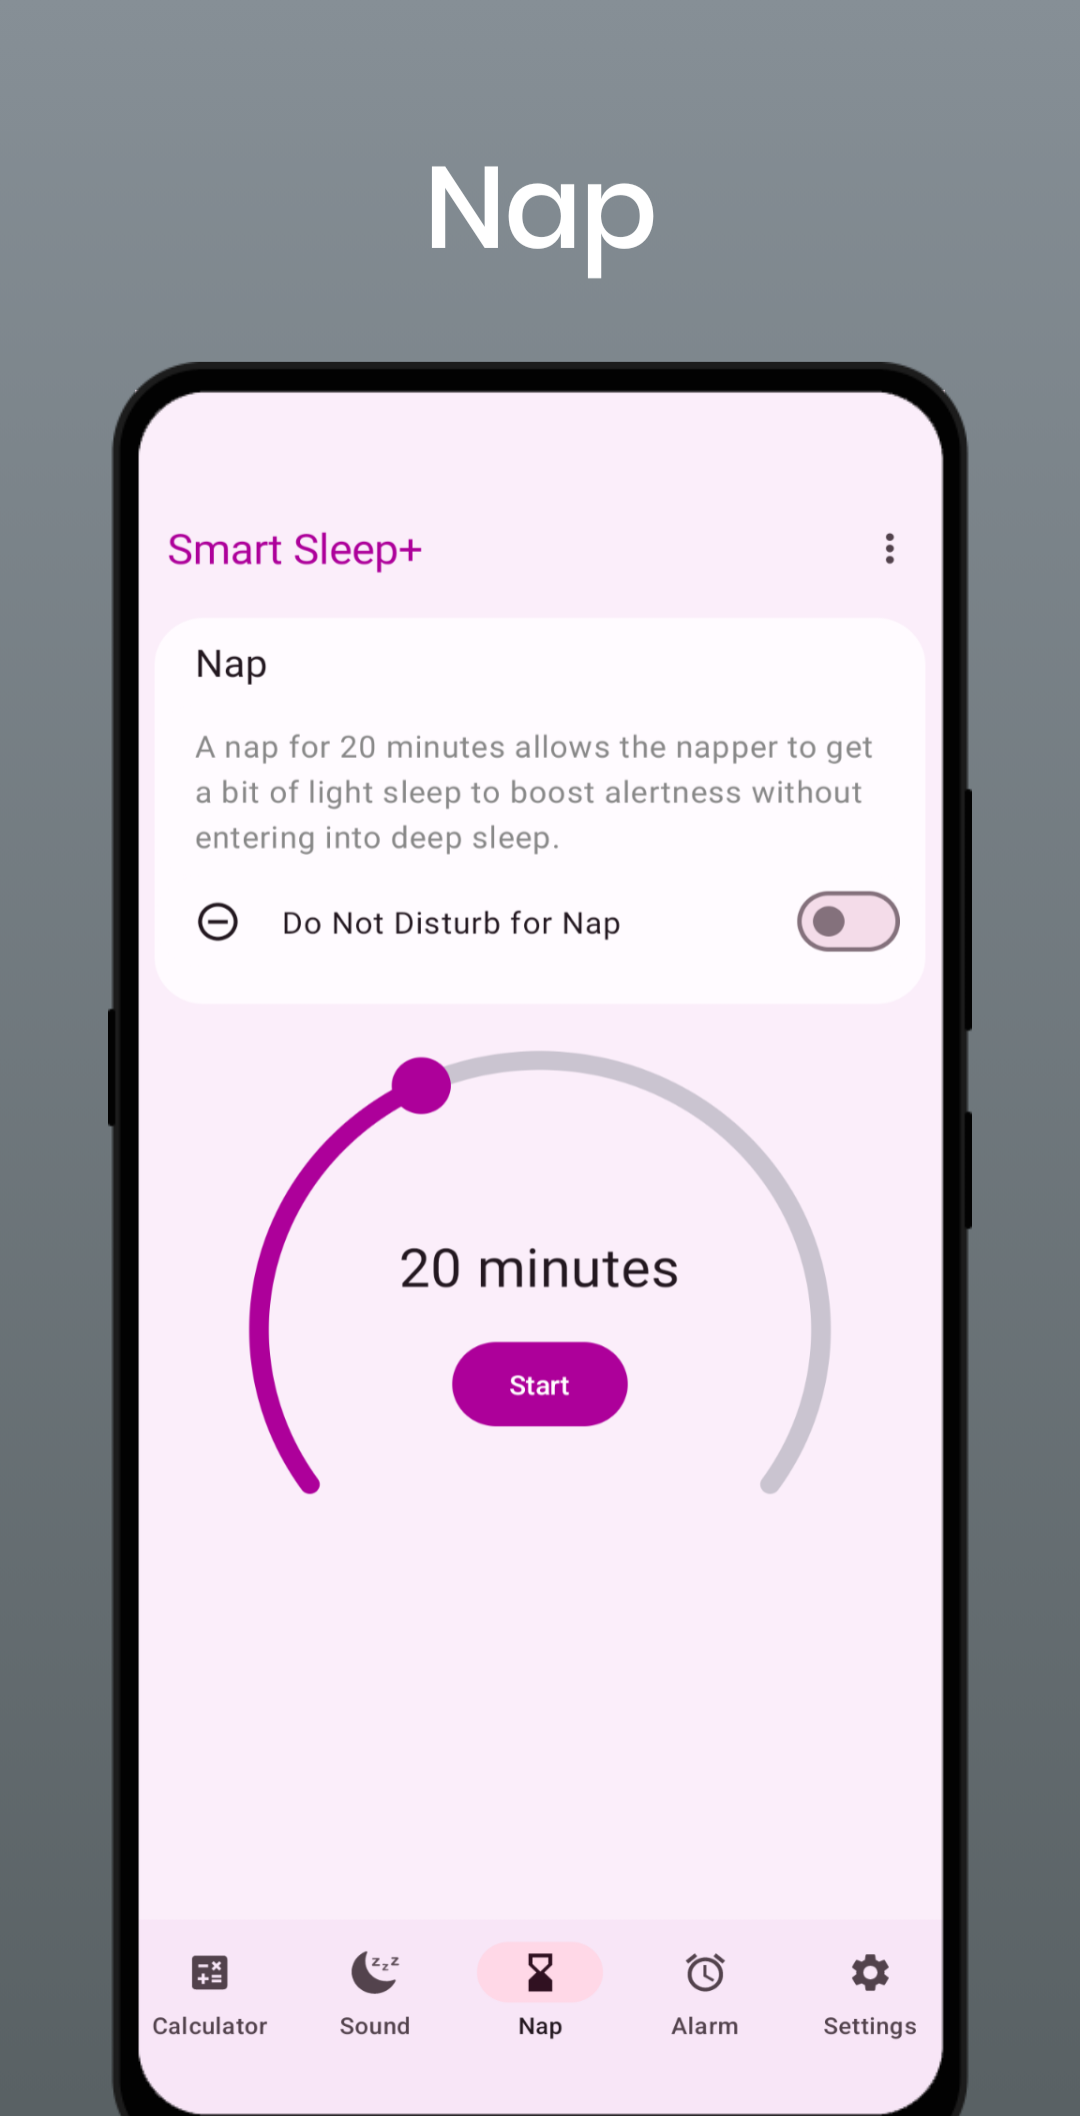 Nap
Smart Sleep+
Nap
A nap for 20 minutes allows the napper to get
a bit of light sleep to boost alertness without
entering into deep sleep.
Do Not Disturb for Nap
20 minutes
Start
Calculator
Sound
Nap
Alarm
Settings